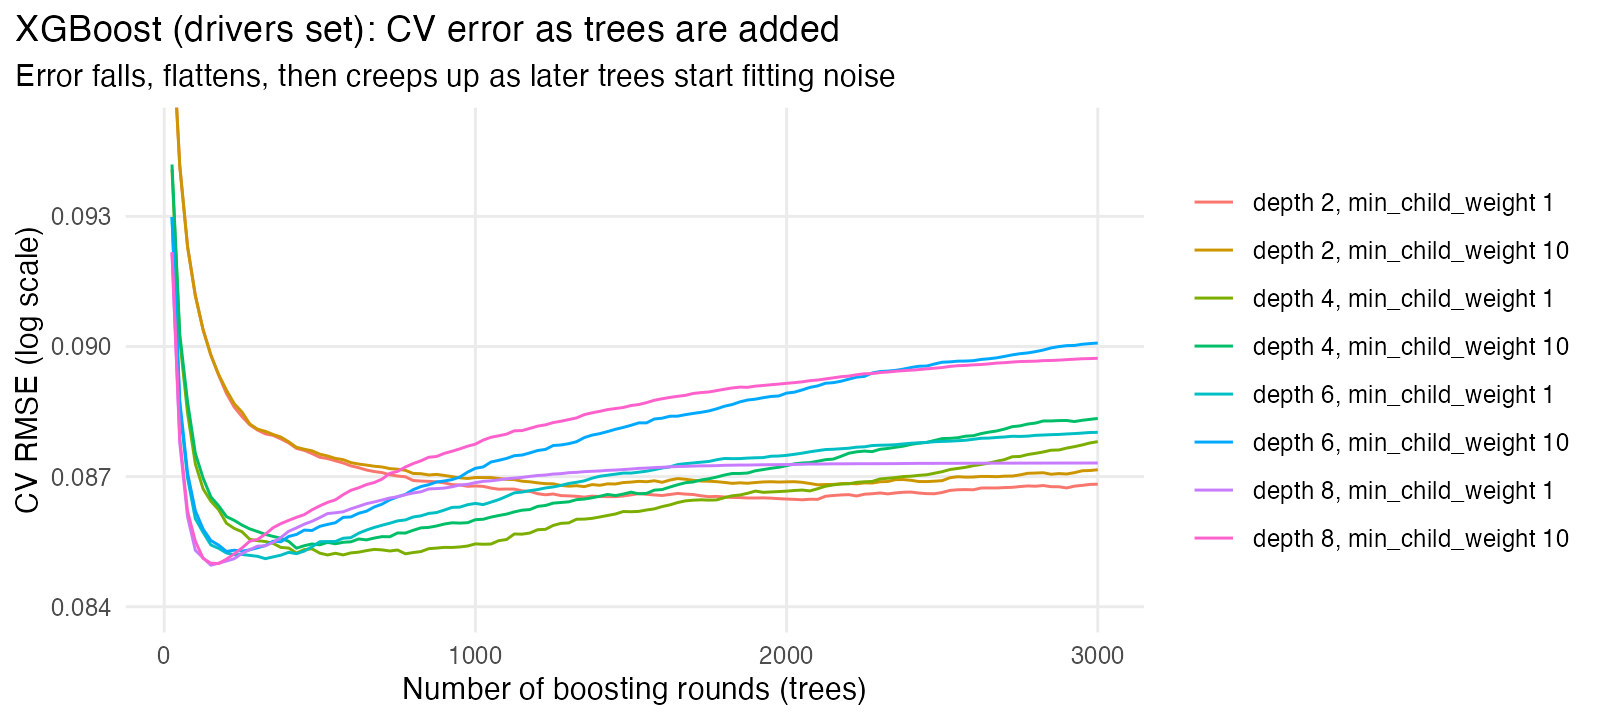 XGBoost (drivers set): CV error as trees are added
Error falls, flattens, then creeps up as later trees start fitting noise
CV RMSE (log scale)
0.093
0.090
0.087
0.084
0
1000
2000
3000
Number of boosting rounds (trees)
depth 2, min_child_weight 1
depth 2, min_child_weight 10
depth 4, min_child_weight 1
depth 4, min_child_weight 10
depth 6, min_child_weight 1
depth 6, min_child_weight 10
depth 8, min_child_weight 1
depth 8, min_child_weight 10